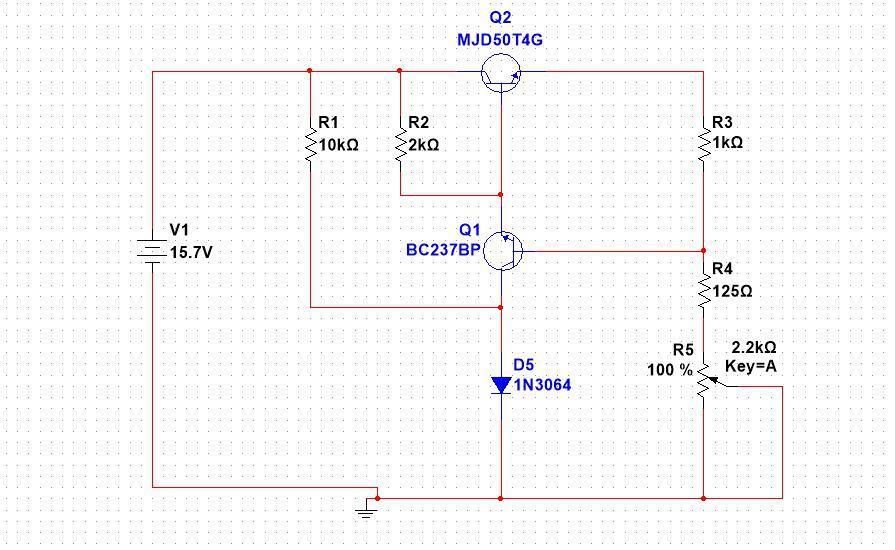 Q2
MJD50T4G
R1
10kΩ
R2
2kΩ
R3
1kΩ
V1
15.7V
Q1
BC237BP
R4
125Ω
R5
100 %
2.2kΩ
Key=A
D5
1N3064